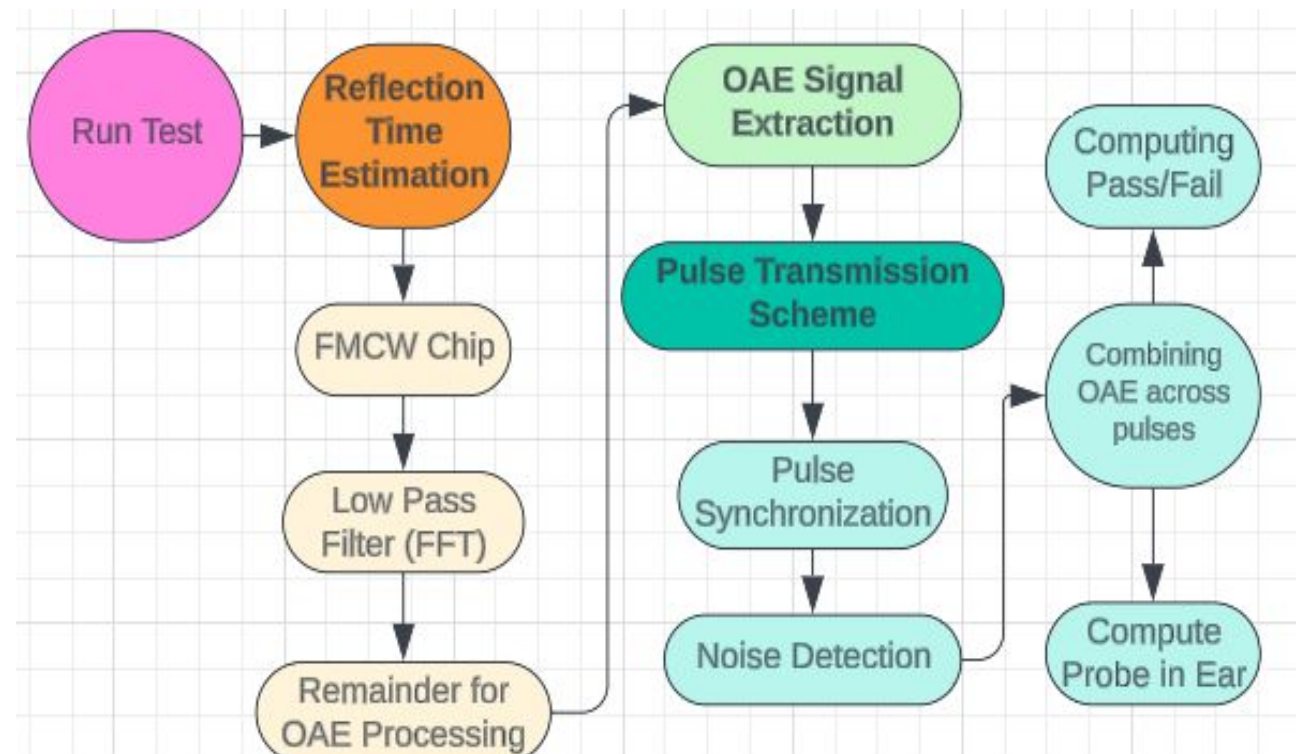 Run Test
Reflection
Time
Estimation
FMCW Chip
Low Pass
Filter (FFT)
Remainder for
OAE Processing
OAE Signal
Extraction
Pulse Transmission
Scheme
Pulse
Synchronization
Noise Detection
Combining
OAE across
pulses
Computing
Pass/Fail
Compute
Probe in Ear